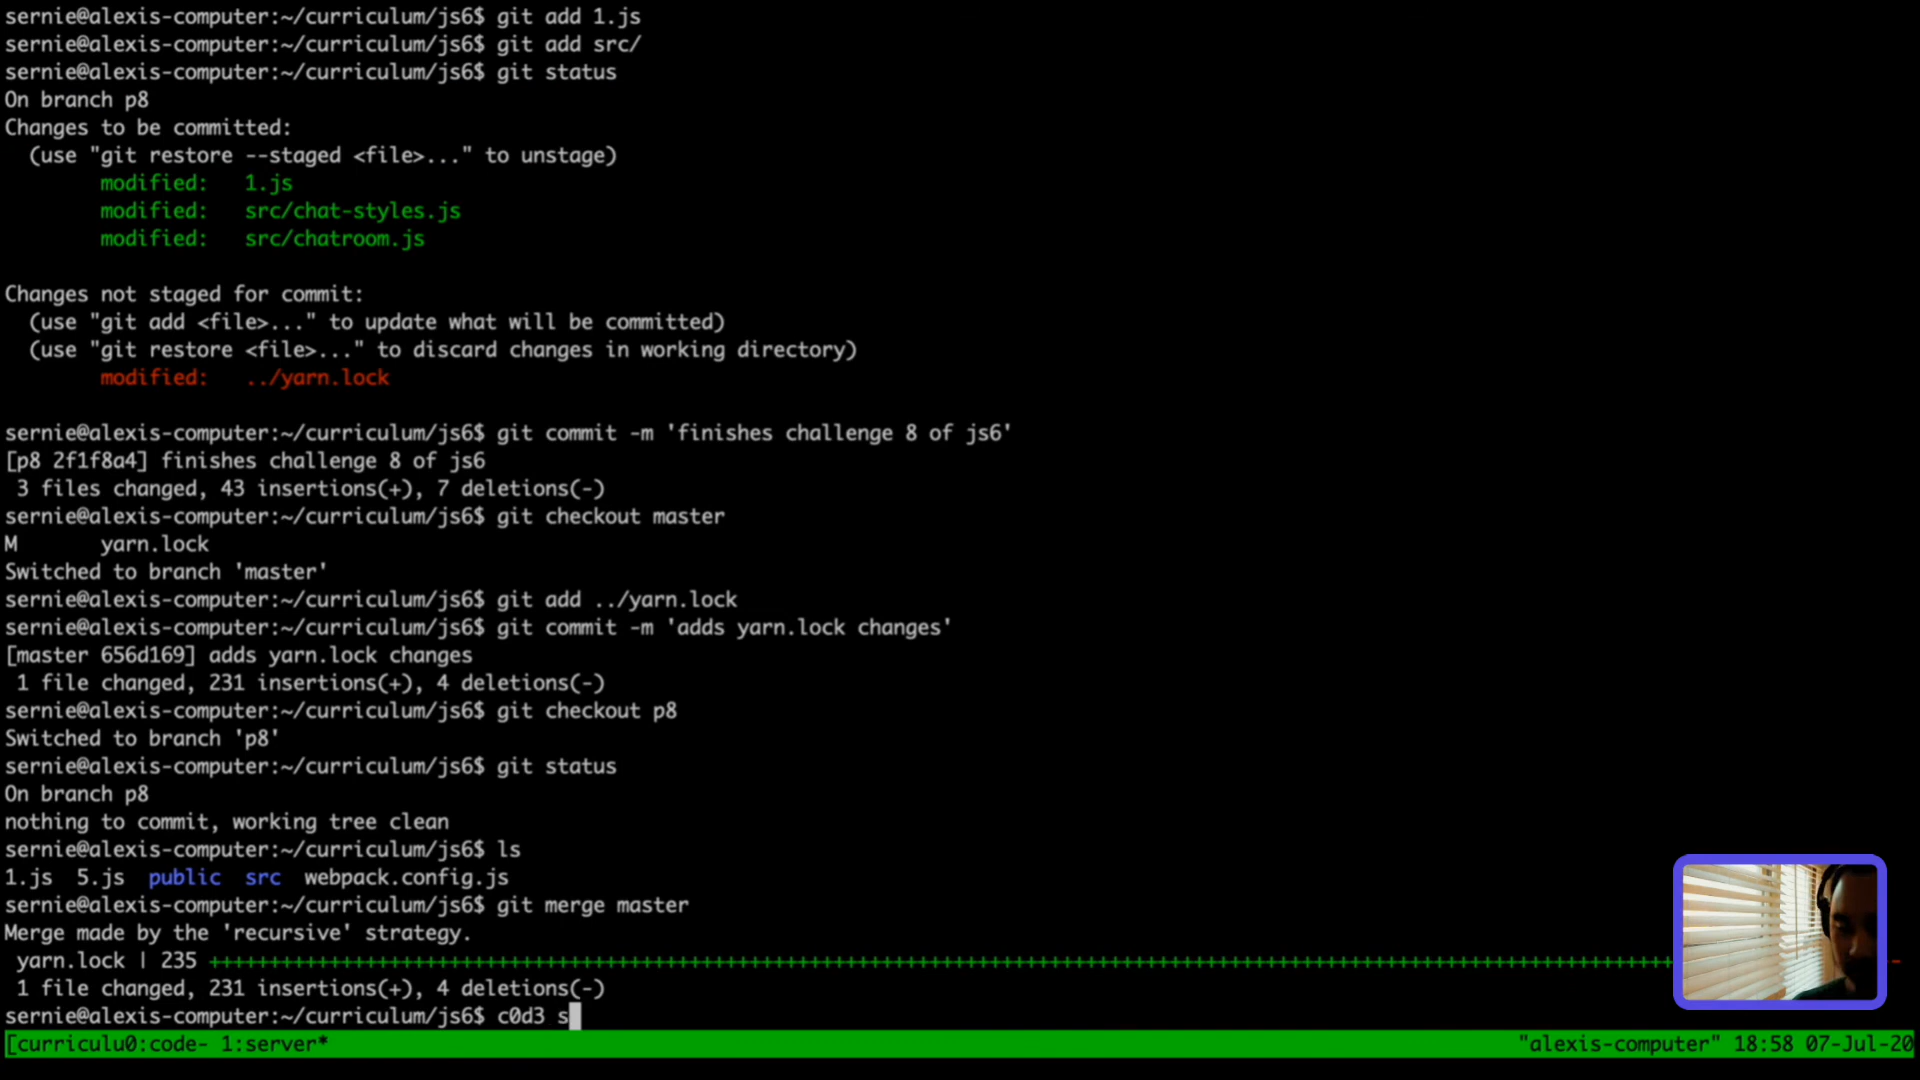 sernie@alexis-computer:~/curriculum/js6$ git add 1.js
sernie@alexis-computer:~/curriculum/js6$ git add src/
sernie@alexis-computer:~/curriculum/js6$ git status
On branch p8
Changes to be committed:
  (use "git restore --staged <file>..." to unstage)
        modified:   1.js
        modified:   src/chat-styles.js
        modified:   src/chatroom.js
Changes not staged for commit:
  (use "git add <file>..." to update what will be committed)
  (use "git restore <file>..." to discard changes in working directory)
        modified:   ../yarn.lock
sernie@alexis-computer:~/curriculum/js6$ git commit -m 'finishes challenge 8 of js6'
[p8 2f1f8a4] finishes challenge 8 of js6
 3 files changed, 43 insertions(+), 7 deletions(-)
sernie@alexis-computer:~/curriculum/js6$ git checkout master
M       yarn.lock
Switched to branch 'master'
sernie@alexis-computer:~/curriculum/js6$ git add ../yarn.lock
sernie@alexis-computer:~/curriculum/js6$ git commit -m 'adds yarn.lock changes'
[master 656d169] adds yarn.lock changes
 1 file changed, 231 insertions(+), 4 deletions(-)
sernie@alexis-computer:~/curriculum/js6$ git checkout p8
Switched to branch 'p8'
sernie@alexis-computer:~/curriculum/js6$ git status
On branch p8
nothing to commit, working tree clean
sernie@alexis-computer:~/curriculum/js6$ ls
1.js  5.js  public  src  webpack.config.js
sernie@alexis-computer:~/curriculum/js6$ git merge master
Merge made by the 'recursive' strategy.
 yarn.lock | 235 +++++++++++++++++++++++++++++++++++++++++++++++++++++++++++++++++++++++++++++++++++++++++++++++++++++++++++++++++++++++++-
 1 file changed, 231 insertions(+), 4 deletions(-)
sernie@alexis-computer:~/curriculum/js6$ c0d3 s
[curriculu0:code- 1:server* "alexis-computer" 18:58 07-Jul-20